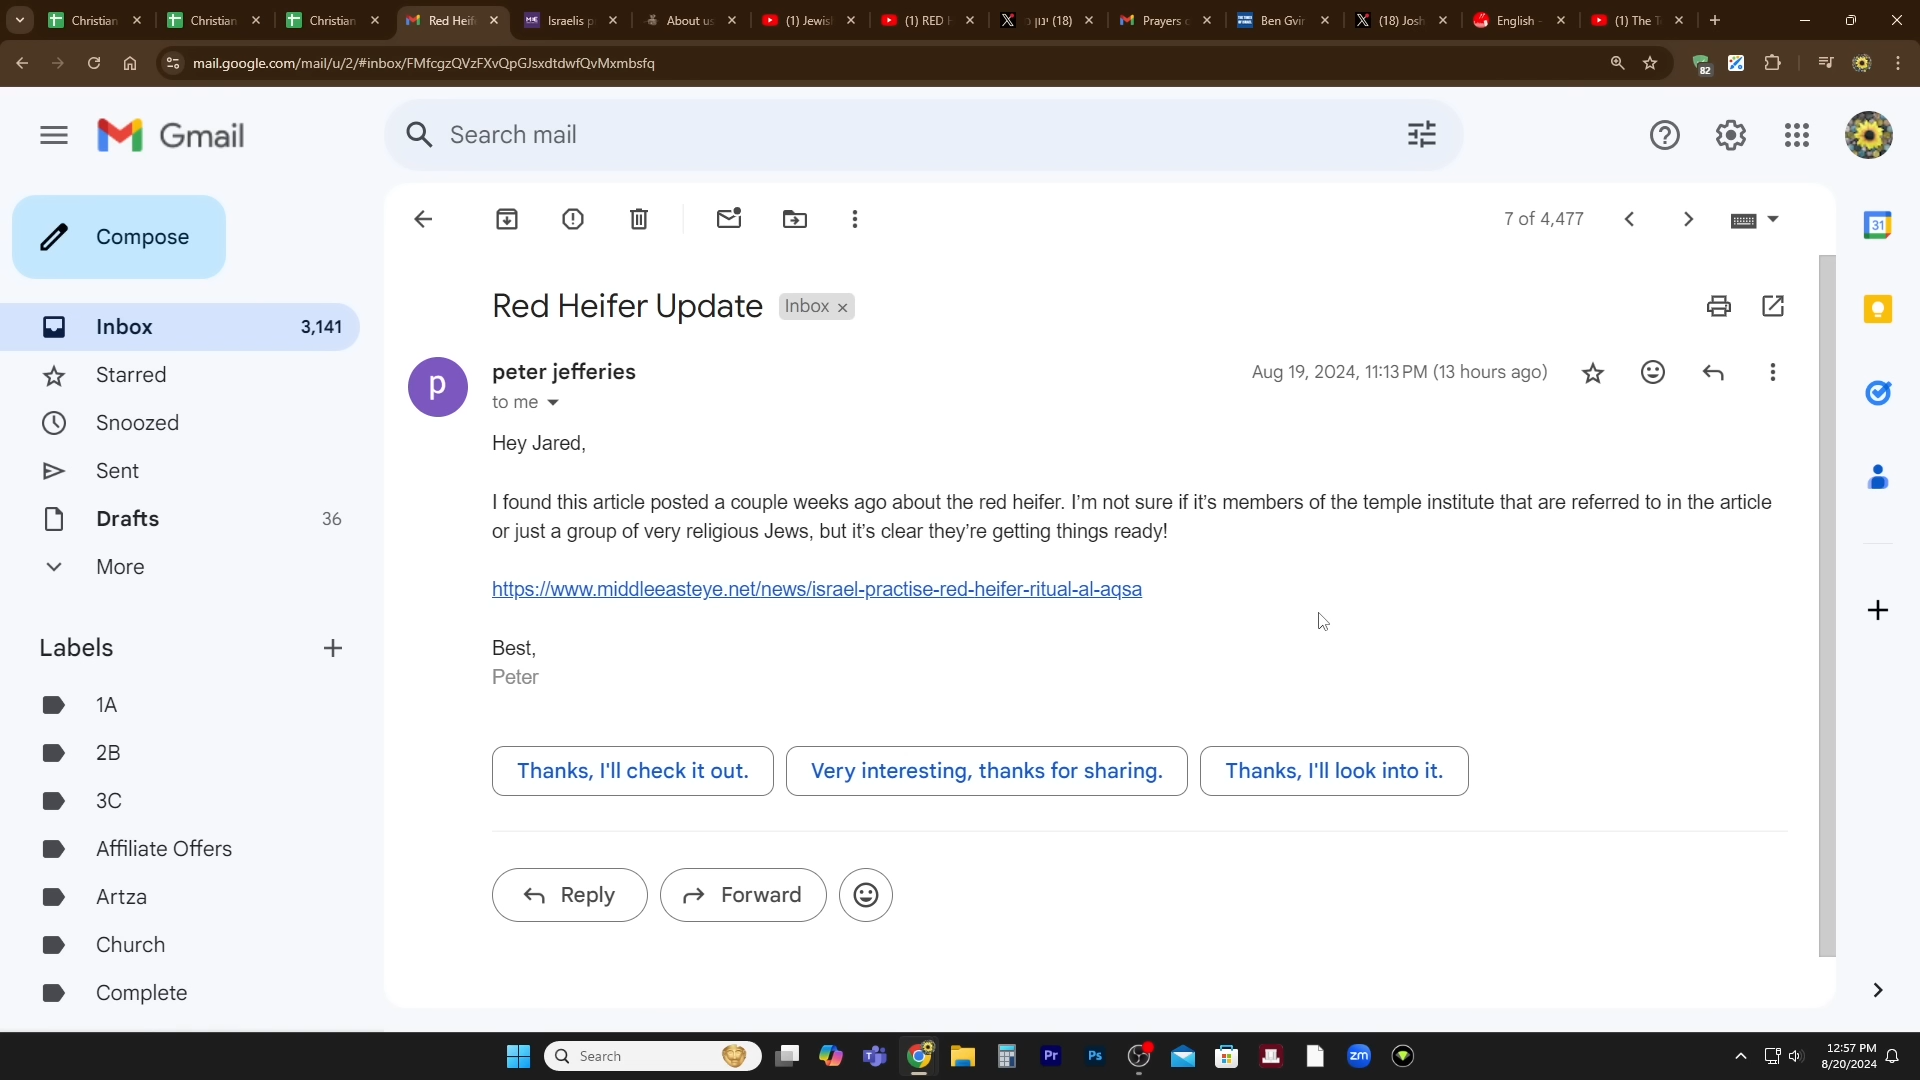 Christian
Christian
Christian
Red Heif
Israelis p
About us
(1) Jewis
(1) RED H
(18) ינון
Prayers
Ben Gvir
(18) Josh
English -
(1) The T
mail.google.com/mail/u/2/#inbox/FMfcgzQVzFXvQpGJsxdtdwfQvMxmbsfq
82
Gmail
Search mail
Compose
7 of 4,477
31
Inbox 3,141
Starred
Snoozed
Sent
Drafts 36
More
Labels
1A
2B
3C
Affiliate Offers
Artza
Church
Complete
Red Heifer Update Inbox
p
peter jefferies
Aug 19, 2024, 11:13 PM (13 hours ago)
to me
Hey Jared,
I found this article posted a couple weeks ago about the red heifer. I'm not sure if it's members of the temple institute that are referred to in the article
or just a group of very religious Jews, but it's clear they're getting things ready!
https://www.middleeasteye.net/news/israel-practise-red-heifer-ritual-al-aqsa
Best,
Peter
Thanks, I'll check it out.
Very interesting, thanks for sharing.
Thanks, I'll look into it.
Reply
Forward
Search
Pr
Ps
zm
12:57 PM
8/20/2024